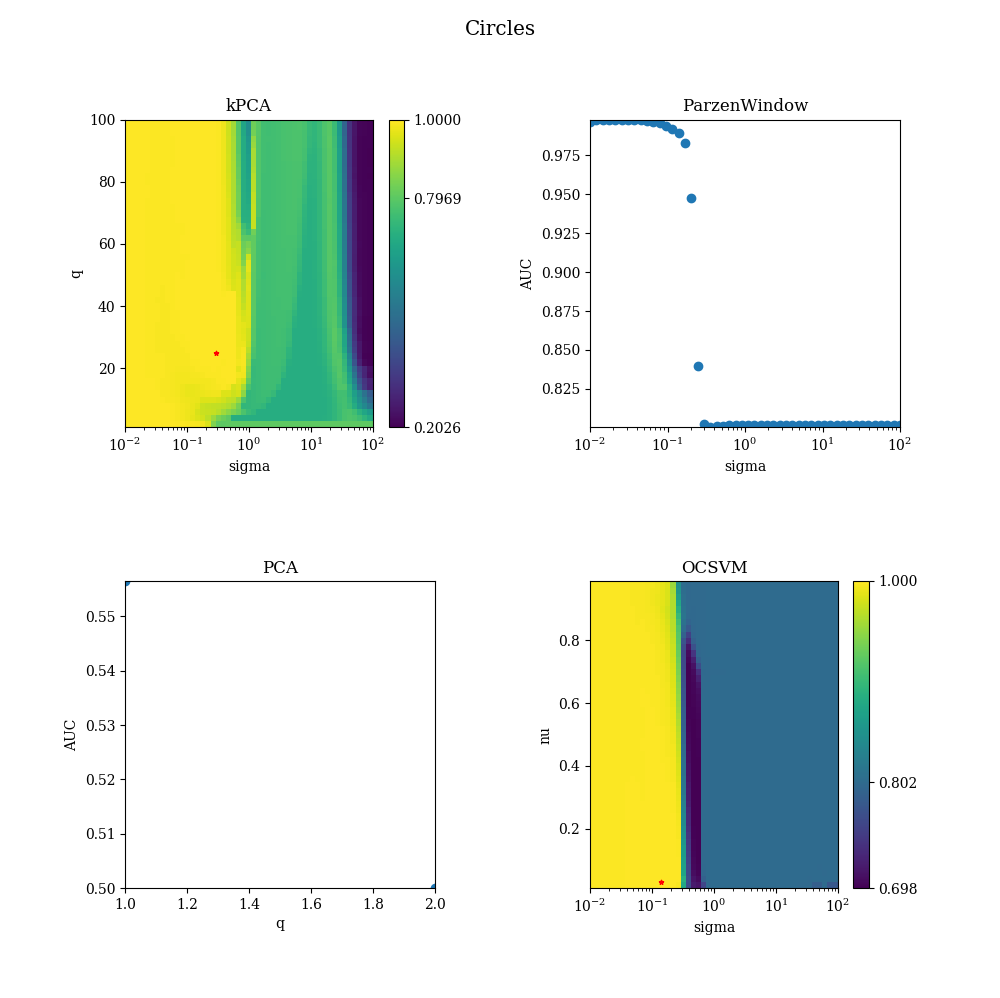 Circles
kPCA
100
80
60
40
20
q
10⁻² 10⁻¹ 10⁰ 10¹ 10²
sigma
1.0000
0.7969
0.2026
ParzenWindow
0.975
0.950
0.925
0.900
0.875
0.850
0.825
AUC
10⁻² 10⁻¹ 10⁰ 10¹ 10²
sigma
PCA
0.55
0.54
0.53
0.52
0.51
0.50
AUC
1.0 1.2 1.4 1.6 1.8 2.0
q
OCSVM
0.8
0.6
0.4
0.2
nu
10⁻² 10⁻¹ 10⁰ 10¹ 10²
sigma
1.000
0.802
0.698